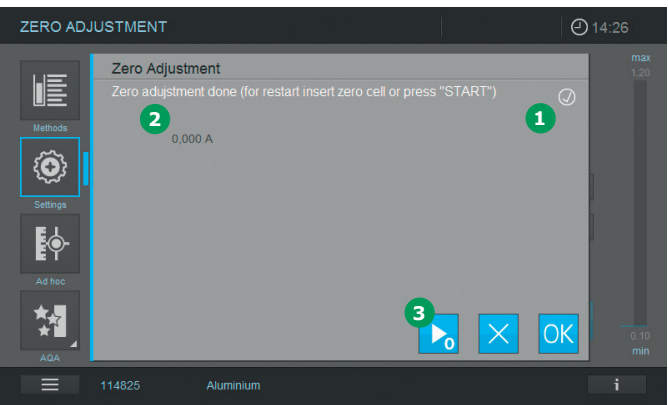 ZERO ADJUSTMENT
14:26
Zero Adjustment
Zero adujstment done (for restart insert zero cell or press "START")
1
2
0,000 A
max
1.20
Methods
Settings
Ad hoc
AQA
3
0
OK
0.10
min
114825 Aluminium
i